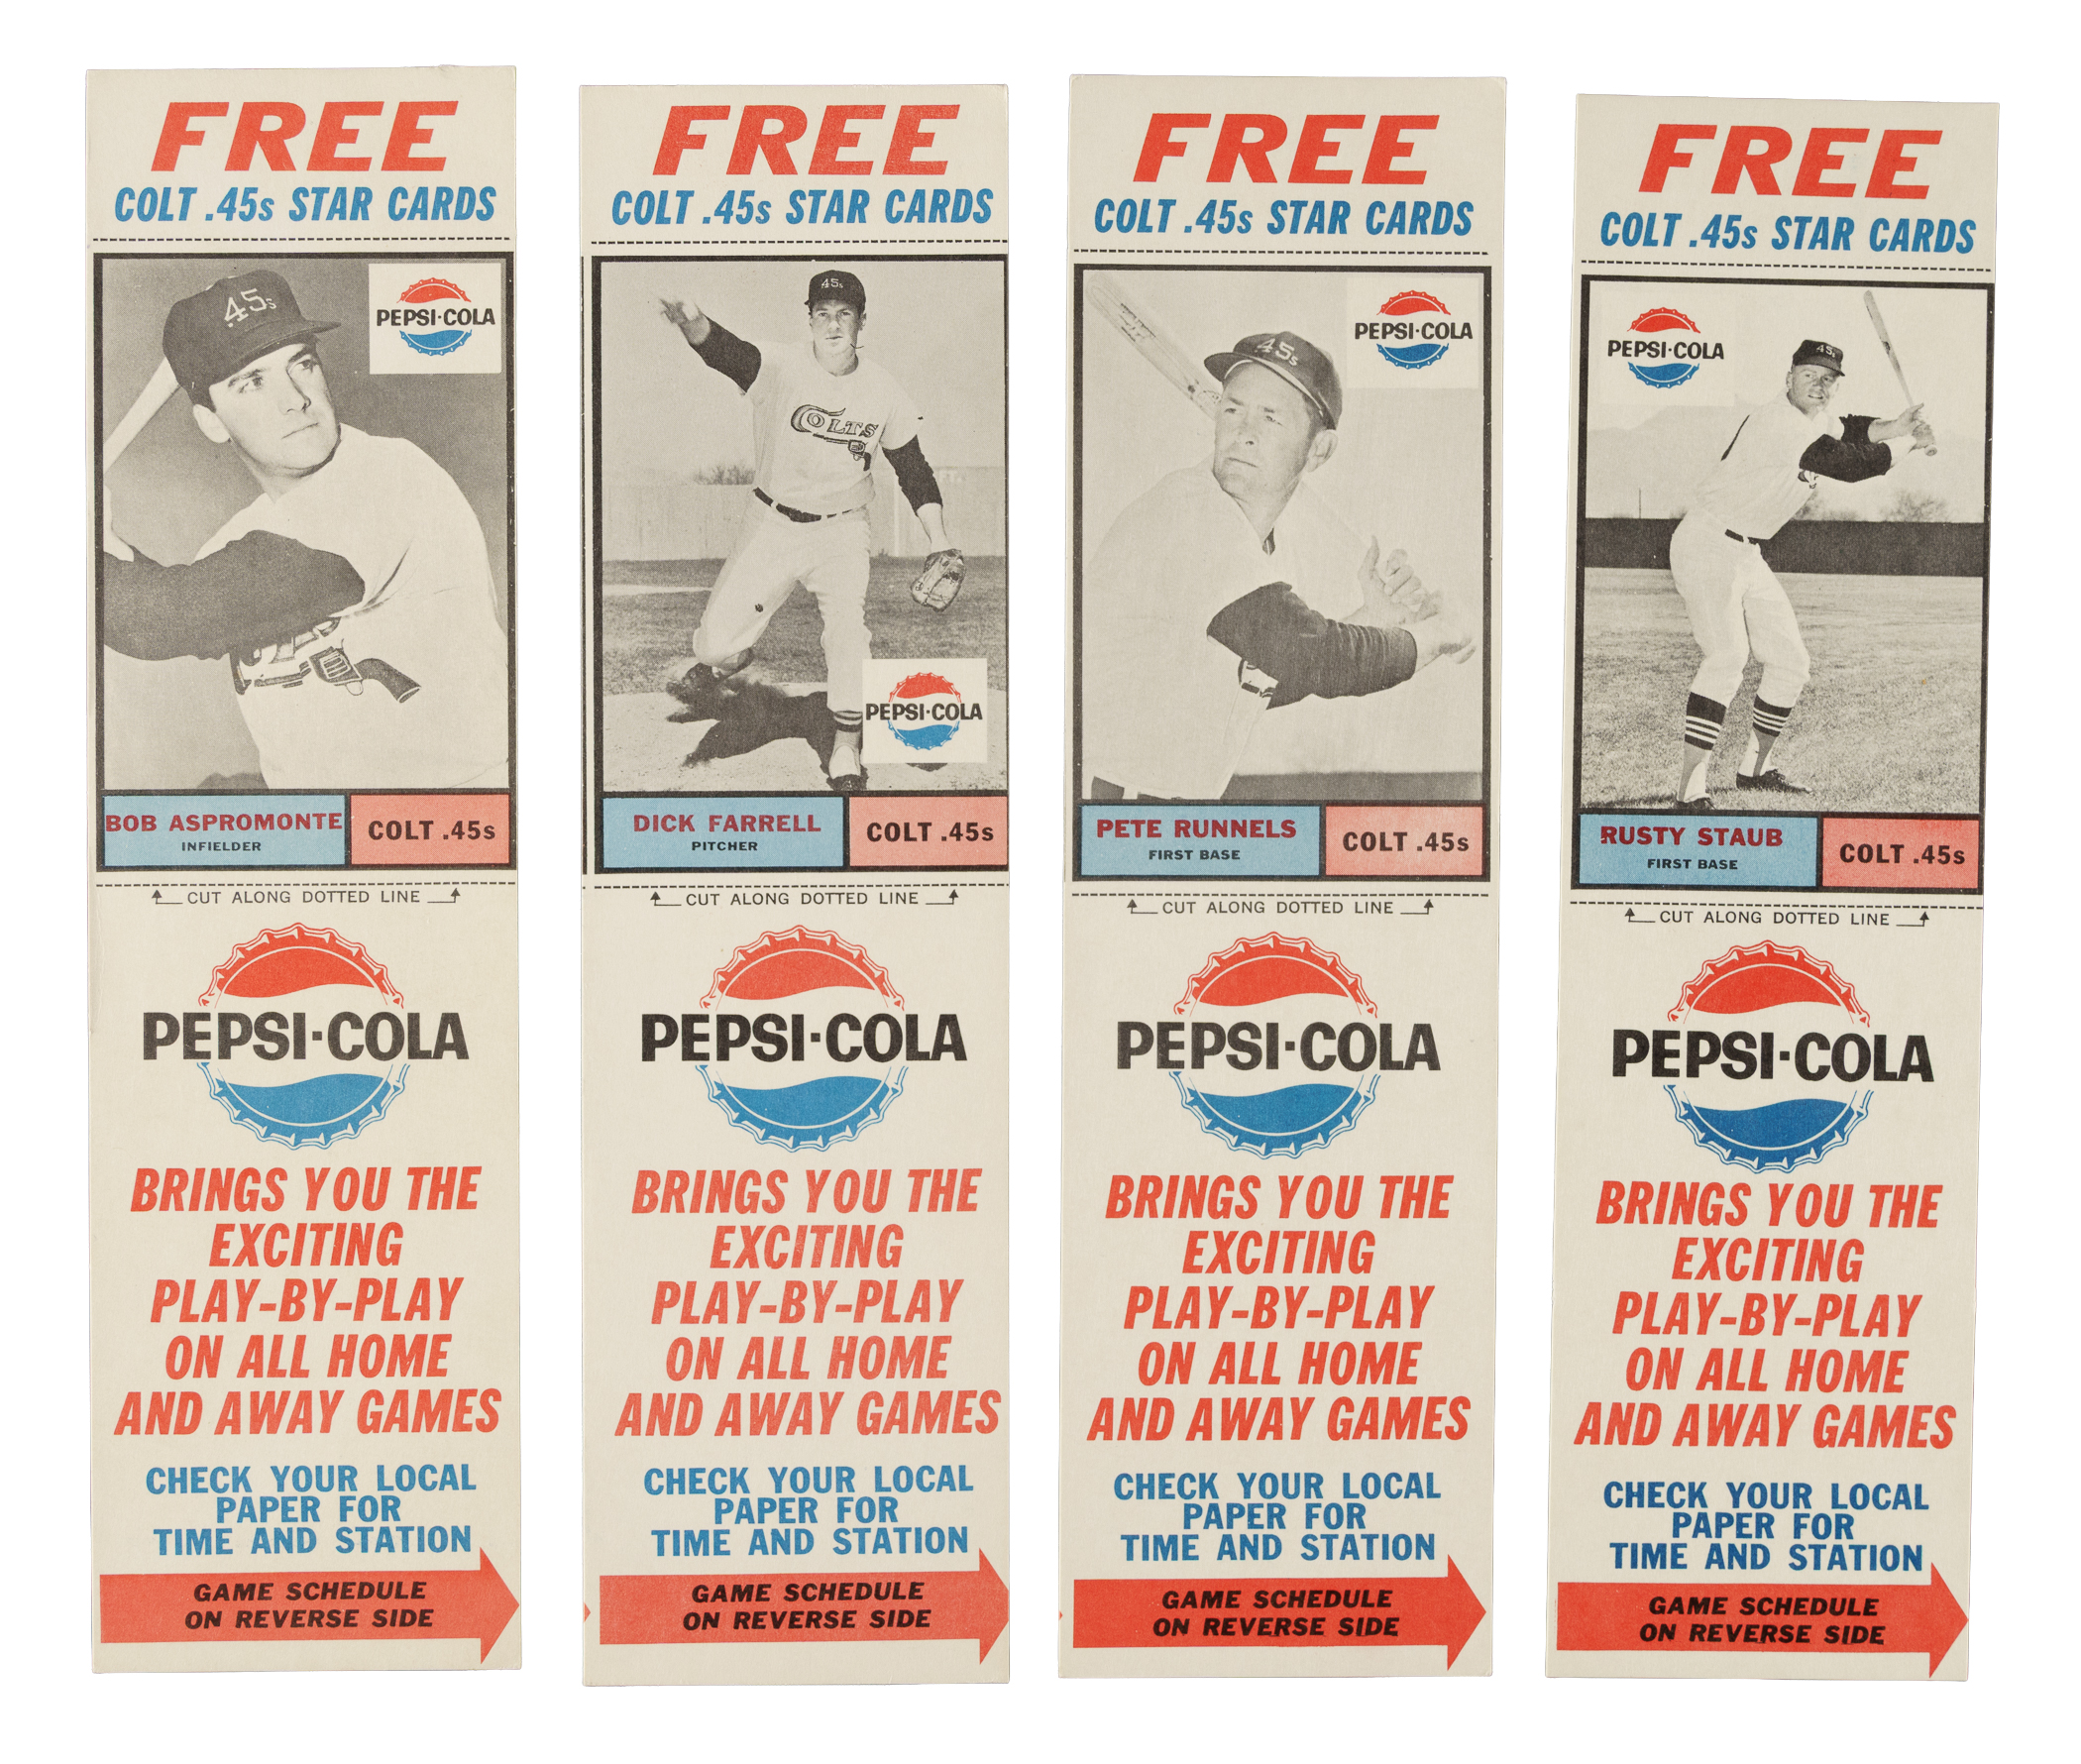 FREE
COLT .45s STAR CARDS
45s
PEPSI·COLA
BOB ASPROMONTE
INFIELDER
COLT .45s
CUT ALONG DOTTED LINE
PEPSI·COLA
BRINGS YOU THE
EXCITING
PLAY-BY-PLAY
ON ALL HOME
AND AWAY GAMES
CHECK YOUR LOCAL
PAPER FOR
TIME AND STATION
GAME SCHEDULE
ON REVERSE SIDE
FREE
COLT .45s STAR CARDS
45s
COLTS
PEPSI·COLA
DICK FARRELL
PITCHER
COLT .45s
CUT ALONG DOTTED LINE
PEPSI·COLA
BRINGS YOU THE
EXCITING
PLAY-BY-PLAY
ON ALL HOME
AND AWAY GAMES
CHECK YOUR LOCAL
PAPER FOR
TIME AND STATION
GAME SCHEDULE
ON REVERSE SIDE
FREE
COLT .45s STAR CARDS
PEPSI·COLA
45s
PETE RUNNELS
FIRST BASE
COLT .45s
CUT ALONG DOTTED LINE
PEPSI·COLA
BRINGS YOU THE
EXCITING
PLAY-BY-PLAY
ON ALL HOME
AND AWAY GAMES
CHECK YOUR LOCAL
PAPER FOR
TIME AND STATION
GAME SCHEDULE
ON REVERSE SIDE
FREE
COLT .45s STAR CARDS
PEPSI·COLA
45s
RUSTY STAUB
FIRST BASE
COLT .45s
CUT ALONG DOTTED LINE
PEPSI·COLA
BRINGS YOU THE
EXCITING
PLAY-BY-PLAY
ON ALL HOME
AND AWAY GAMES
CHECK YOUR LOCAL
PAPER FOR
TIME AND STATION
GAME SCHEDULE
ON REVERSE SIDE